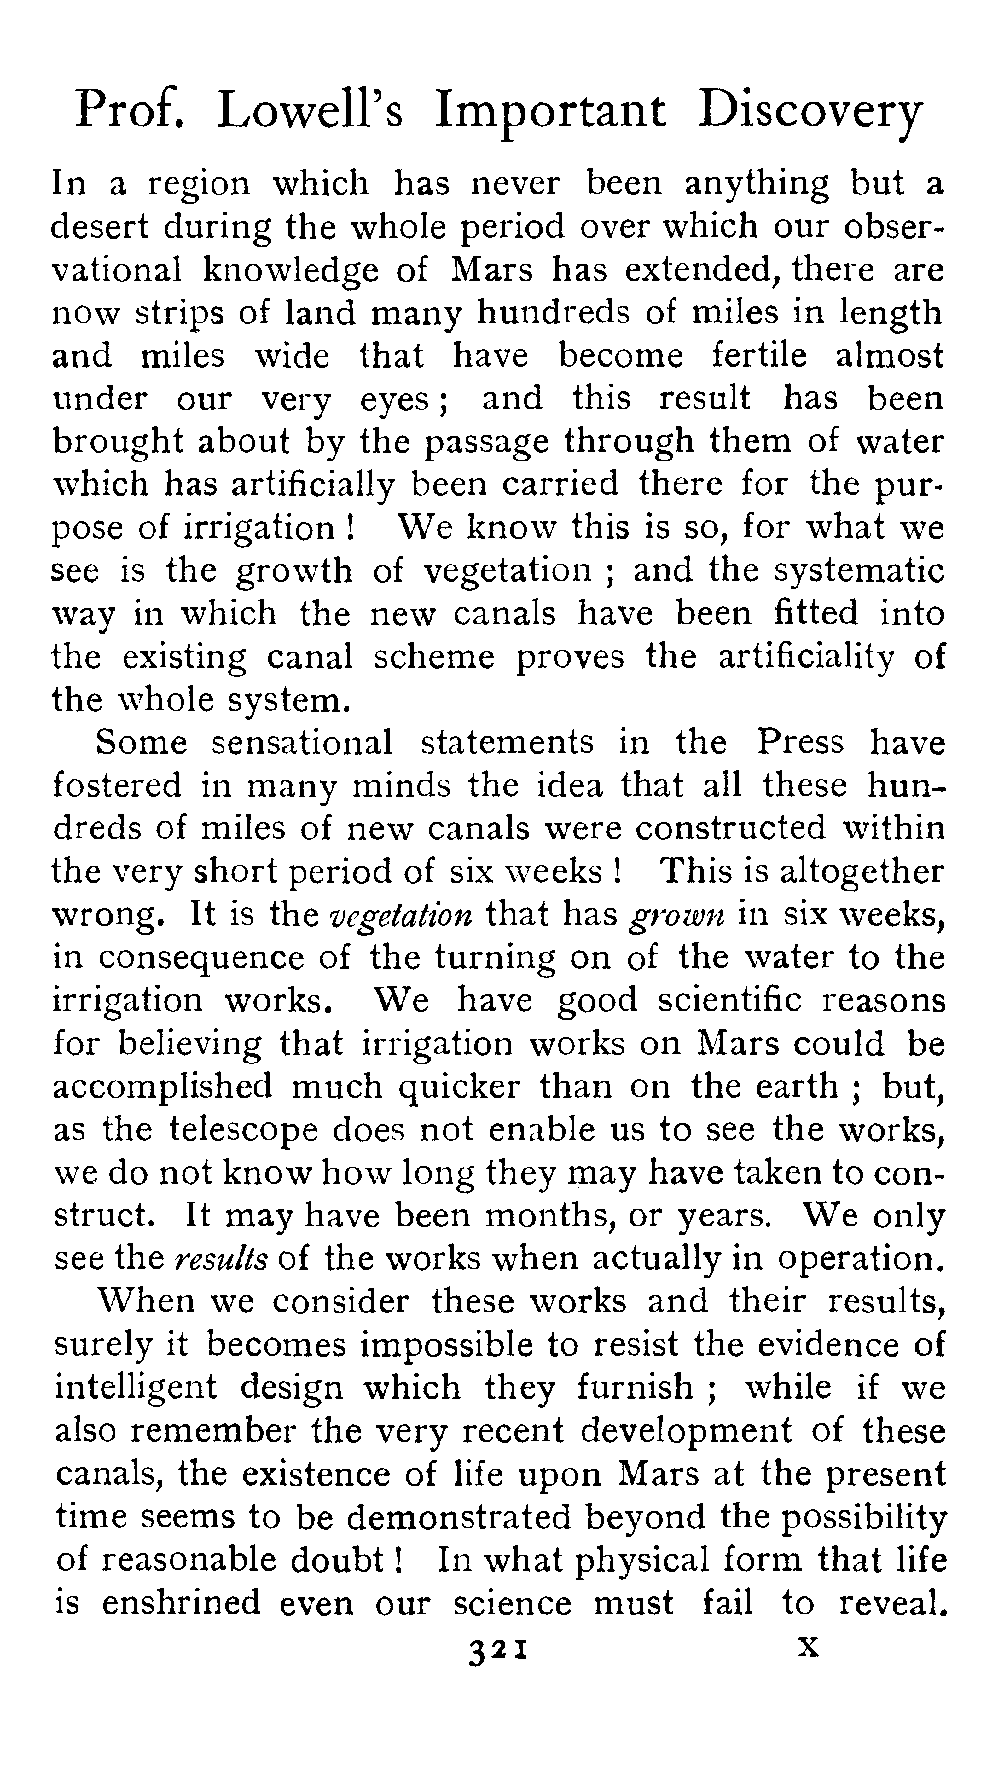 Prof. Lowell's Important Discovery
In a region which has never been anything but a
desert during the whole period over which our obser-
vational knowledge of Mars has extended, there are
now strips of land many hundreds of miles in length
and miles wide that have become fertile almost
under our very eyes ; and this result has been
brought about by the passage through them of water
which has artificially been carried there for the pur-
pose of irrigation ! We know this is so, for what we
see is the growth of vegetation ; and the systematic
way in which the new canals have been fitted into
the existing canal scheme proves the artificiality of
the whole system.
Some sensational statements in the Press have
fostered in many minds the idea that all these hun-
dreds of miles of new canals were constructed within
the very short period of six weeks ! This is altogether
wrong. It is the vegetation that has grown in six weeks,
in consequence of the turning on of the water to the
irrigation works. We have good scientific reasons
for believing that irrigation works on Mars could be
accomplished much quicker than on the earth ; but,
as the telescope does not enable us to see the works,
we do not know how long they may have taken to con-
struct. It may have been months, or years. We only
see the results of the works when actually in operation.
When we consider these works and their results,
surely it becomes impossible to resist the evidence of
intelligent design which they furnish ; while if we
also remember the very recent development of these
canals, the existence of life upon Mars at the present
time seems to be demonstrated beyond the possibility
of reasonable doubt ! In what physical form that life
is enshrined even our science must fail to reveal.
321 X